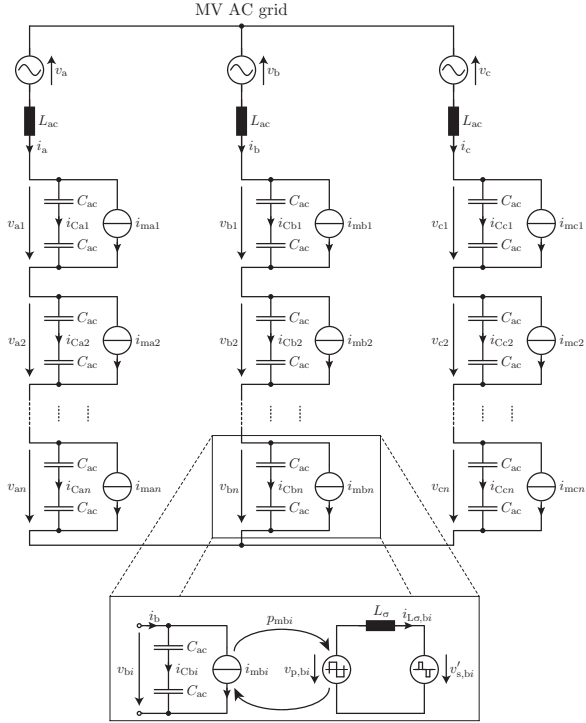 MV AC grid
v_a v_b v_c
L_ac L_ac L_ac
i_a i_b i_c
C_ac C_ac C_ac
v_a1 i_Ca1 i_ma1 v_b1 i_Cb1 i_mb1 v_c1 i_Cc1 i_mc1
C_ac C_ac C_ac
C_ac C_ac C_ac
v_a2 i_Ca2 i_ma2 v_b2 i_Cb2 i_mb2 v_c2 i_Cc2 i_mc2
C_ac C_ac C_ac
C_ac C_ac C_ac
v_an i_Can i_man v_bn i_Cbn i_mbn v_cn i_Ccn i_mcn
C_ac C_ac C_ac
i_b p_mbi L_σ i_Lσ,bi
C_ac
v_bi i_Cbi i_mbi v_p,bi v'_s,bi
C_ac